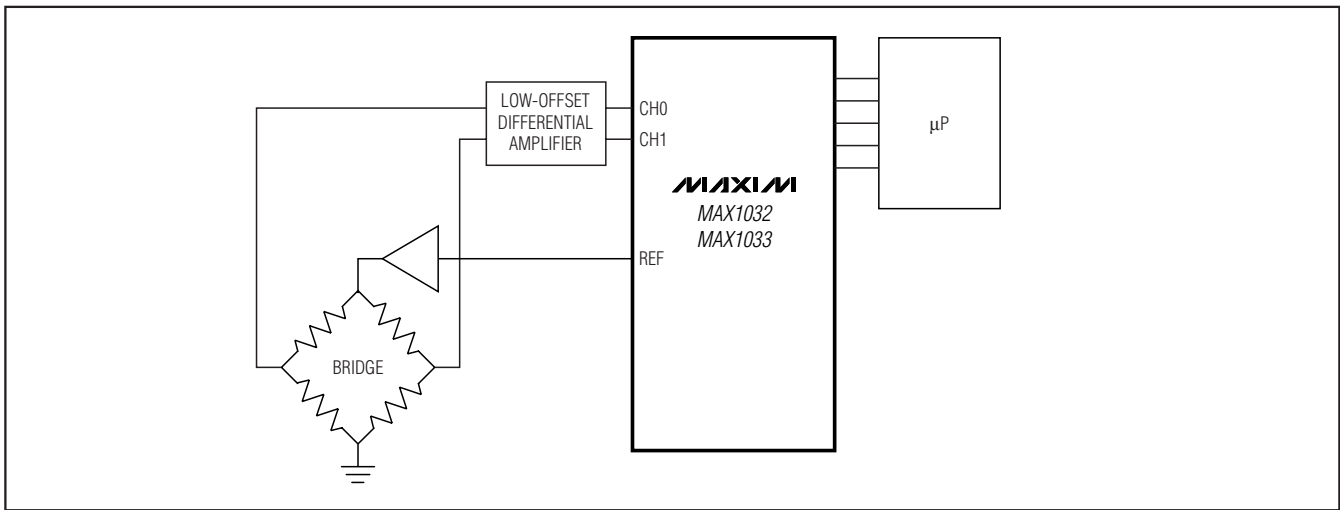 LOW-OFFSET
DIFFERENTIAL
AMPLIFIER
CH0
CH1
µP
MAXIM
MAX1032
MAX1033
REF
BRIDGE